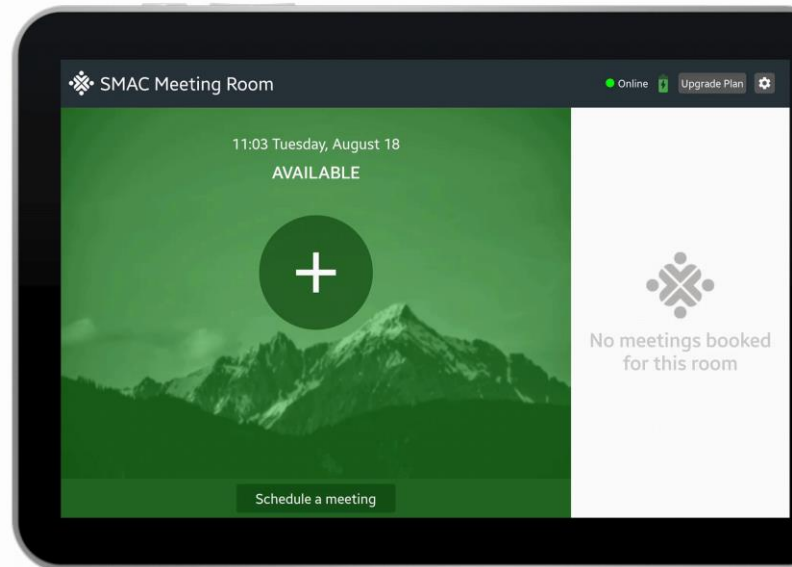 SMAC Meeting Room
Online
Upgrade Plan
11:03 Tuesday, August 18
AVAILABLE
Schedule a meeting
No meetings booked
for this room